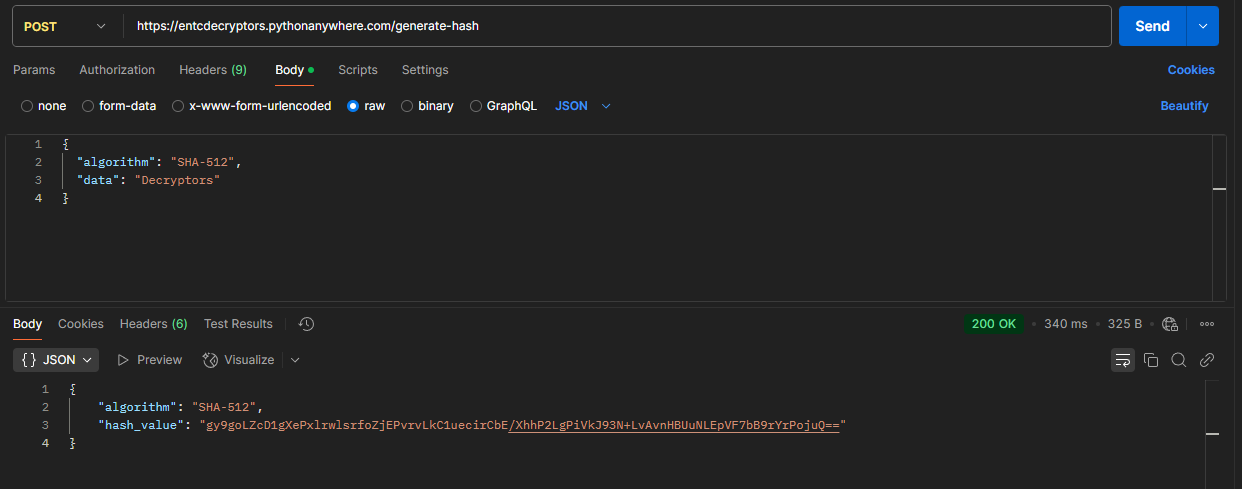 POST https://entcdecryptors.pythonanywhere.com/generate-hash Send
Params Authorization Headers (9) Body Scripts Settings Cookies
none form-data x-www-form-urlencoded raw binary GraphQL JSON Beautify
1 {
2 "algorithm": "SHA-512",
3 "data": "Decryptors"
4 }
Body Cookies Headers (6) Test Results 200 OK • 340 ms • 325 B
{} JSON Preview Visualize
1 {
2 "algorithm": "SHA-512",
3 "hash_value": "gy9goLZcD1gXePxlrwlsrfoZjEPvrvLkC1uecirCbE/XhhP2LgPiVkJ93N+LvAvnHBUuNLEpVF7bB9rYrPojuQ=="
4 }